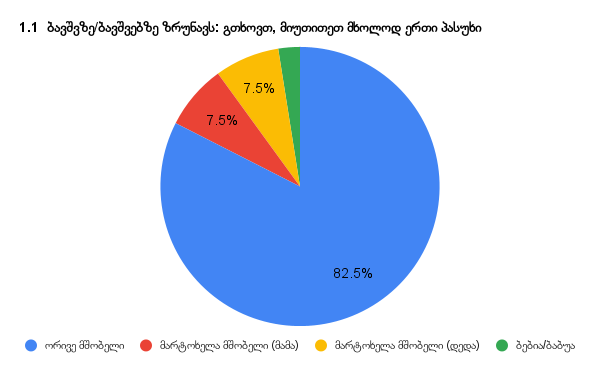 1.1 ბავშვზე/ბავშვებზე ზრუნავს: გთხოვთ, მიუთითეთ მხოლოდ ერთი პასუხი
7.5%
7.5%
82.5%
ორივე მშობელი
მარტოხელა მშობელი (მამა)
მარტოხელა მშობელი (დედა)
ბებია/ბაბუა